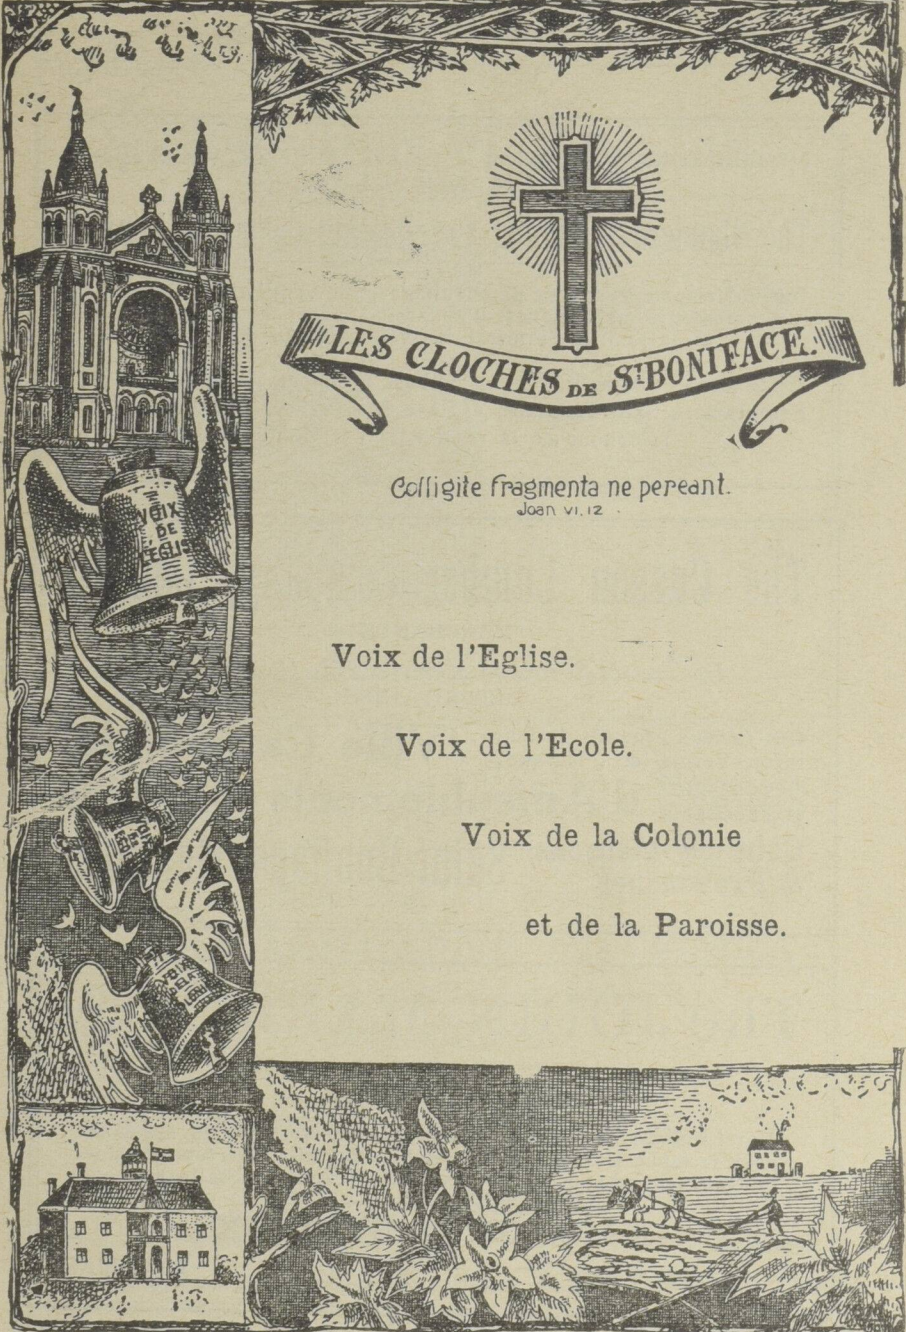 LES CLOCHES DE ST BONIFACE.
Colligite fragmenta ne pereant.
Joan VI, 12
Voix de l'Eglise.
Voix de l'Ecole.
Voix de la Colonie
et de la Paroisse.
VOIX
DE
L'EGLISE